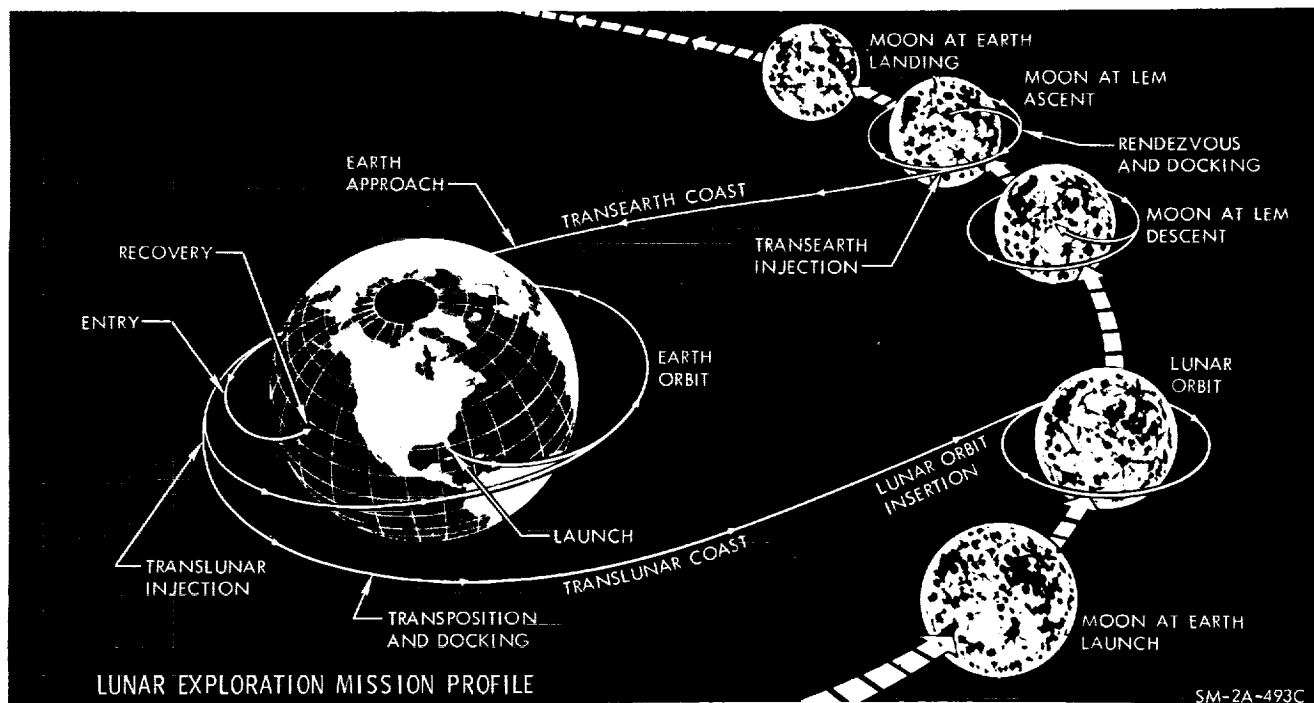 MOON AT EARTH
LANDING
MOON AT LEM
ASCENT
RENDEZVOUS
AND DOCKING
EARTH
APPROACH
TRANSEARTH COAST
MOON AT LEM
DESCENT
TRANSEARTH
INJECTION
RECOVERY
ENTRY
EARTH
ORBIT
LUNAR
ORBIT
LUNAR ORBIT
INSERTION
LAUNCH
TRANSLUNAR COAST
TRANSLUNAR
INJECTION
TRANSPOSITION
AND DOCKING
MOON AT EARTH
LAUNCH
LUNAR EXPLORATION MISSION PROFILE
SM-2A-493C